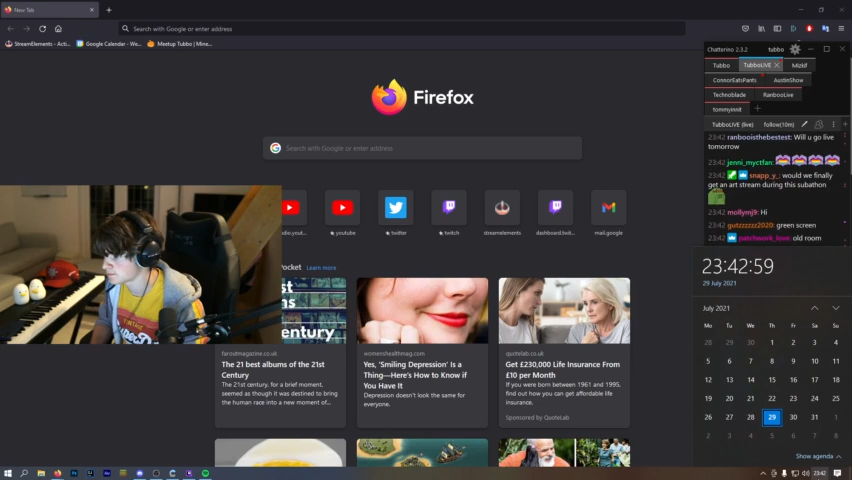 New Tab
Search with Google or enter address
StreamElements - Acti...
Google Calendar - We...
Meetup Tubbo | Mine...
Firefox
Search with Google or enter address
youtube
twitter
twitch
streamelements
dashboard.twi...
mail.google
Pocket Learn more
faroutmagazine.co.uk
The 21 best albums of the 21st
Century
The 21st century, for a brief moment,
seemed as though it was destined to bring
the human race into a new moment of...
womenshealthmag.com
Yes, 'Smiling Depression' Is a
Thing—Here's How to Know if
You Have It
Depression doesn't look the same for
everyone.
quotelab.co.uk
Get £230,000 Life Insurance From
£10 per Month
If you were born between 1961 and 1995,
find out how you can get affordable life
insurance.
Sponsored by QuoteLab
Chatterino 2.3.2 tubbo
Tubbo TubboLIVE Mizkif
ConnorEatsPants AustinShow
Technoblade RanbooLive
tommyinnit
TubboLIVE (live) follow(10m)
23:42 ranbooisthebestest: Will u go live
tomorrow
23:42 jenni_myctfan:
23:42 snapp_y_: would we finally
get an art stream during this subathon
23:42 mollymj9: Hi
23:42 gutzzzzzz2020: green screen
23:42 patchwork_love: old room
23:42:59
29 July 2021
July 2021
Mo Tu We Th Fr Sa Su
28 29 30 1 2 3 4
5 6 7 8 9 10 11
12 13 14 15 16 17 18
19 20 21 22 23 24 25
26 27 28 29 30 31 1
2 3 4 5 6 7 8
Show agenda
23:42